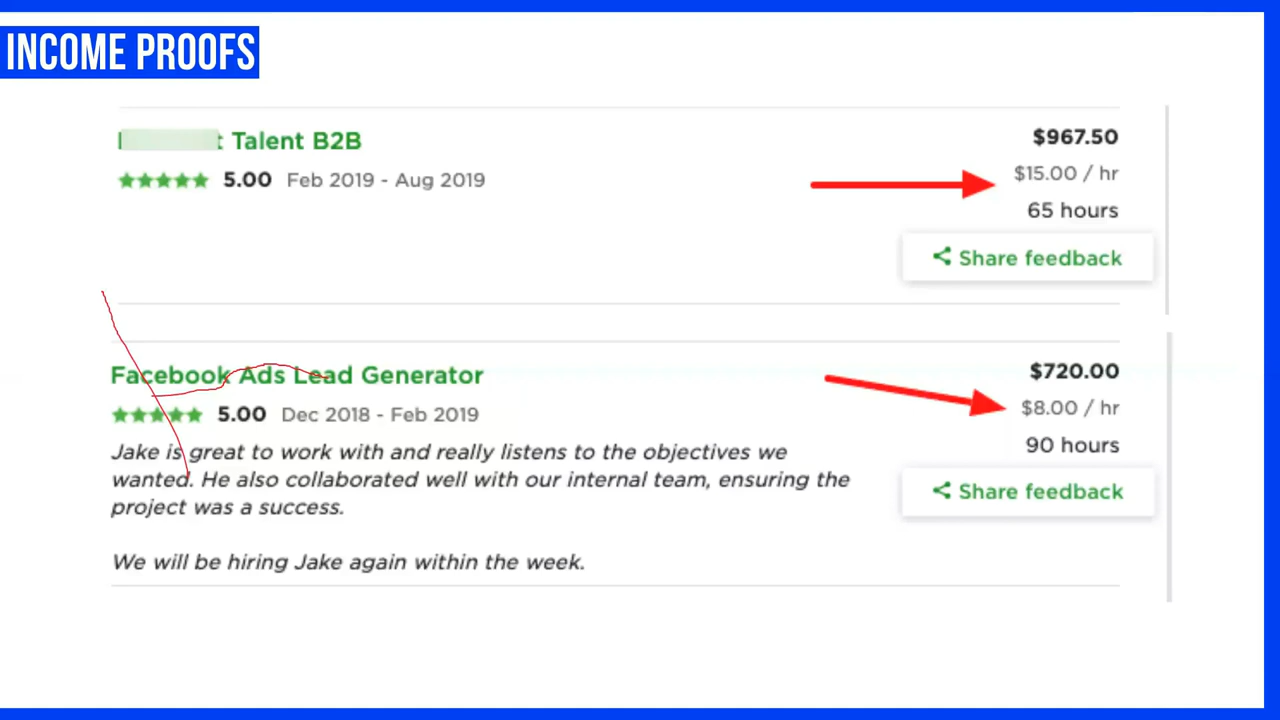 INCOME PROOFS
Talent B2B
$967.50
5.00 Feb 2019 - Aug 2019
$15.00 / hr
65 hours
Share feedback
Facebook Ads Lead Generator
$720.00
5.00 Dec 2018 - Feb 2019
$8.00 / hr
90 hours
Share feedback
Jake is great to work with and really listens to the objectives we
wanted. He also collaborated well with our internal team, ensuring the
project was a success.
We will be hiring Jake again within the week.